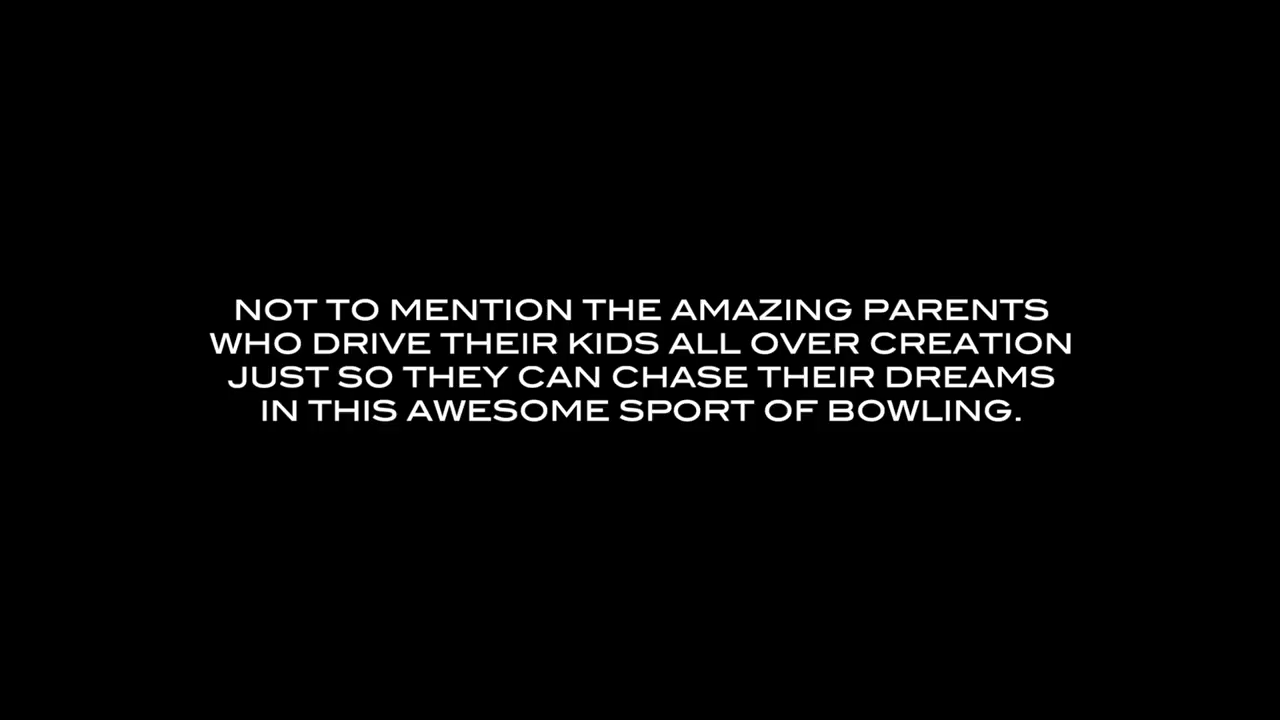 NOT TO MENTION THE AMAZING PARENTS
WHO DRIVE THEIR KIDS ALL OVER CREATION
JUST SO THEY CAN CHASE THEIR DREAMS
IN THIS AWESOME SPORT OF BOWLING.